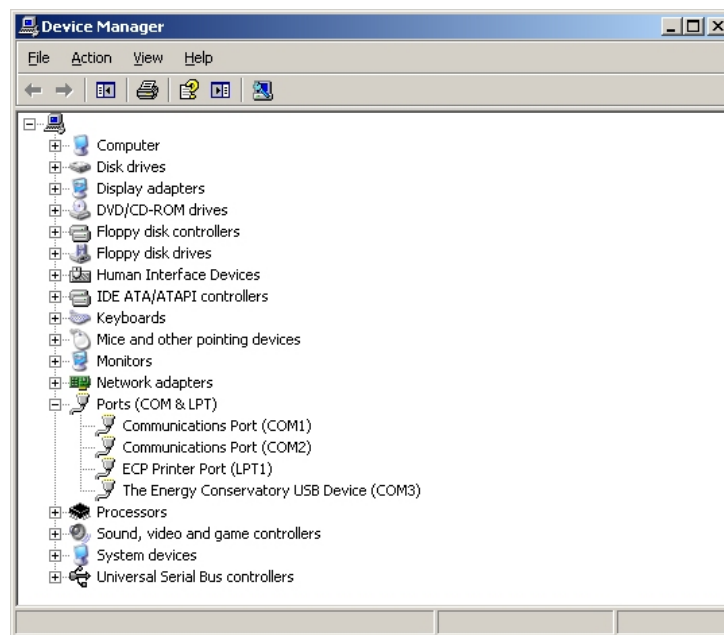 Device Manager
File Action View Help
Computer
Disk drives
Display adapters
DVD/CD-ROM drives
Floppy disk controllers
Floppy disk drives
Human Interface Devices
IDE ATA/ATAPI controllers
Keyboards
Mice and other pointing devices
Monitors
Network adapters
Ports (COM & LPT)
Communications Port (COM1)
Communications Port (COM2)
ECP Printer Port (LPT1)
The Energy Conservatory USB Device (COM3)
Processors
Sound, video and game controllers
System devices
Universal Serial Bus controllers